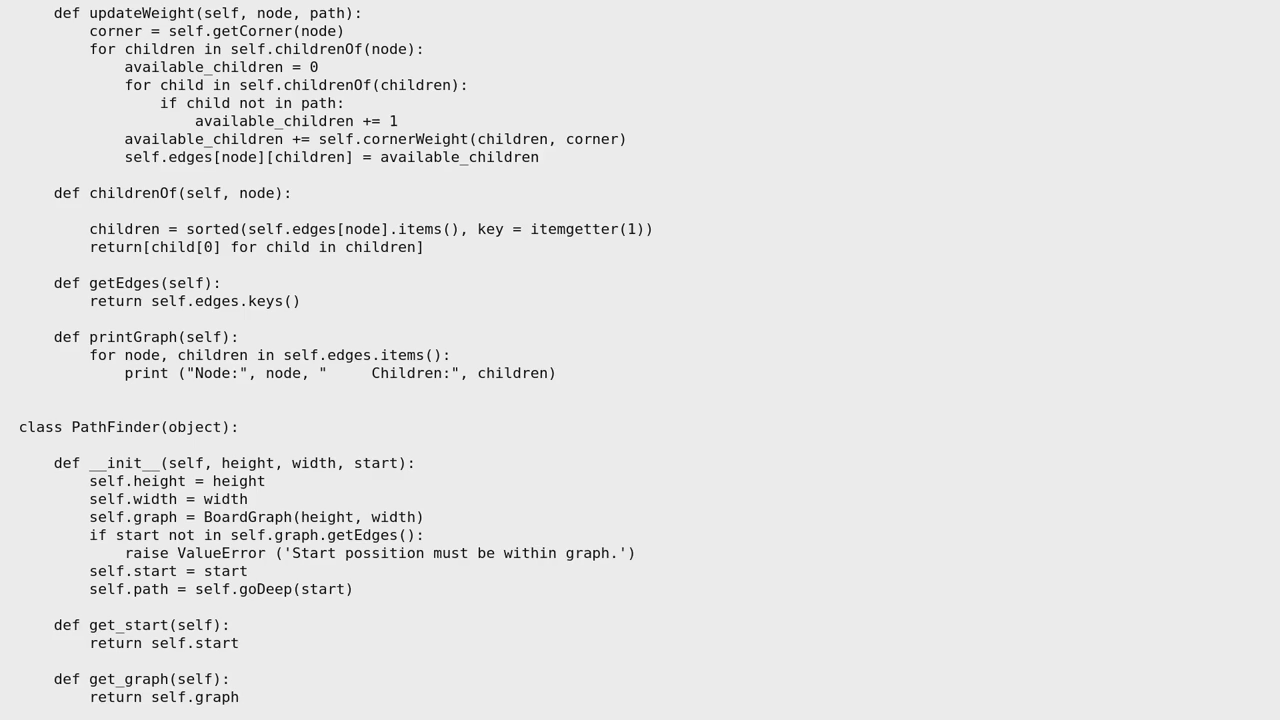 def updateWeight(self, node, path):
corner = self.getCorner(node)
for children in self.childrenOf(node):
available_children = 0
for child in self.childrenOf(children):
if child not in path:
available_children += 1
available_children += self.cornerWeight(children, corner)
self.edges[node][children] = available_children
def childrenOf(self, node):
children = sorted(self.edges[node].items(), key = itemgetter(1))
return[child[0] for child in children]
def getEdges(self):
return self.edges.keys()
def printGraph(self):
for node, children in self.edges.items():
print ("Node:", node, "     Children:", children)
class PathFinder(object):
def __init__(self, height, width, start):
self.height = height
self.width = width
self.graph = BoardGraph(height, width)
if start not in self.graph.getEdges():
raise ValueError ('Start possition must be within graph.')
self.start = start
self.path = self.goDeep(start)
def get_start(self):
return self.start
def get_graph(self):
return self.graph